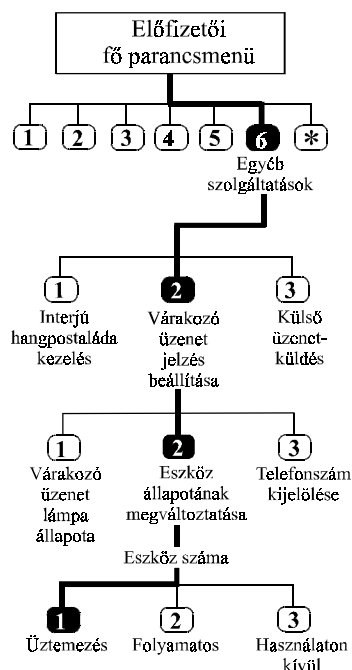 Előfizetői
fő parancsmenü
1 2 3 4 5 6 *
Egyéb
szolgáltatások
1 2 3
Interjú
hangpostaláda
kezelés
Várakozó
üzenet
jelzés
beállítása
Külső
üzenet-
küldés
1 2 3
Várakozó
üzenet
lámpa
állapota
Eszköz
állapotának
megváltoztatása
Telefonszám
kijelölése
Eszköz száma
1 2 3
Üztemezés
Folyamatos
Használaton
kívül